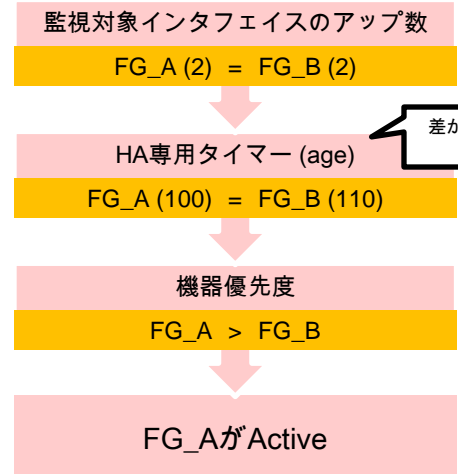 監視対象インタフェイスのアップ数
FG_A (2) = FG_B (2)
差が
HA専用タイマー (age)
FG_A (100) = FG_B (110)
機器優先度
FG_A > FG_B
FG_AがActive